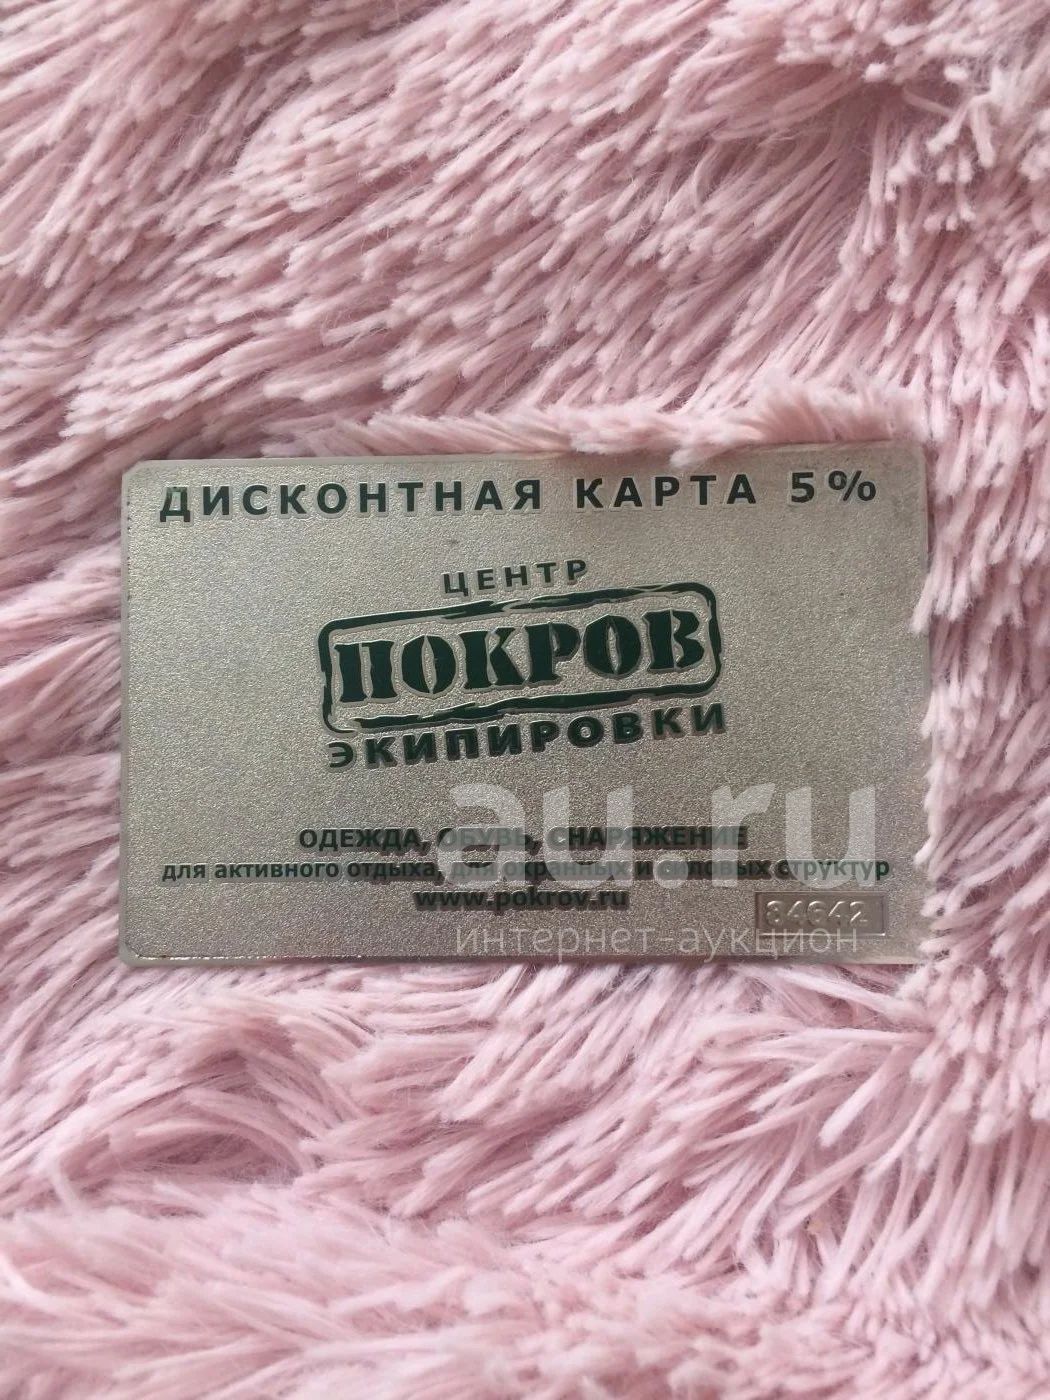 ДИСКОНТНАЯ КАРТА 5%
ЦЕНТР
ПОКРОВ
ЭКИПИРОВКИ
ОДЕЖДА, ОБУВЬ, СНАРЯЖЕНИЕ
для активного отдыха, для охранных и силовых структур
www.pokrov.ru
34642
au.ru
интернет-аукцион